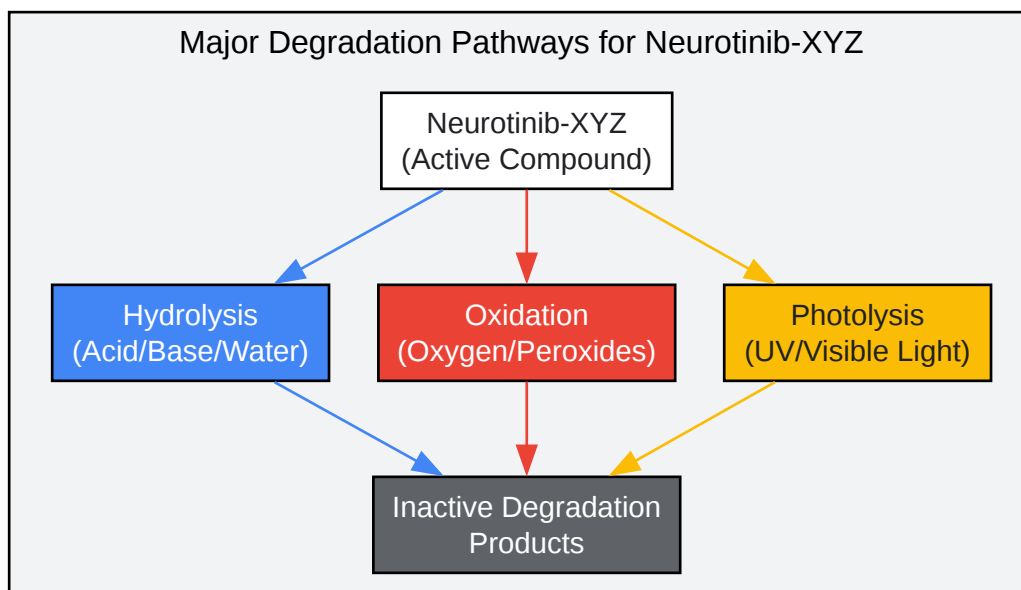 Major Degradation Pathways for Neurotinib-XYZ
Neurotinib-XYZ
(Active Compound)
Hydrolysis
(Acid/Base/Water)
Oxidation
(Oxygen/Peroxides)
Photolysis
(UV/Visible Light)
Inactive Degradation
Products